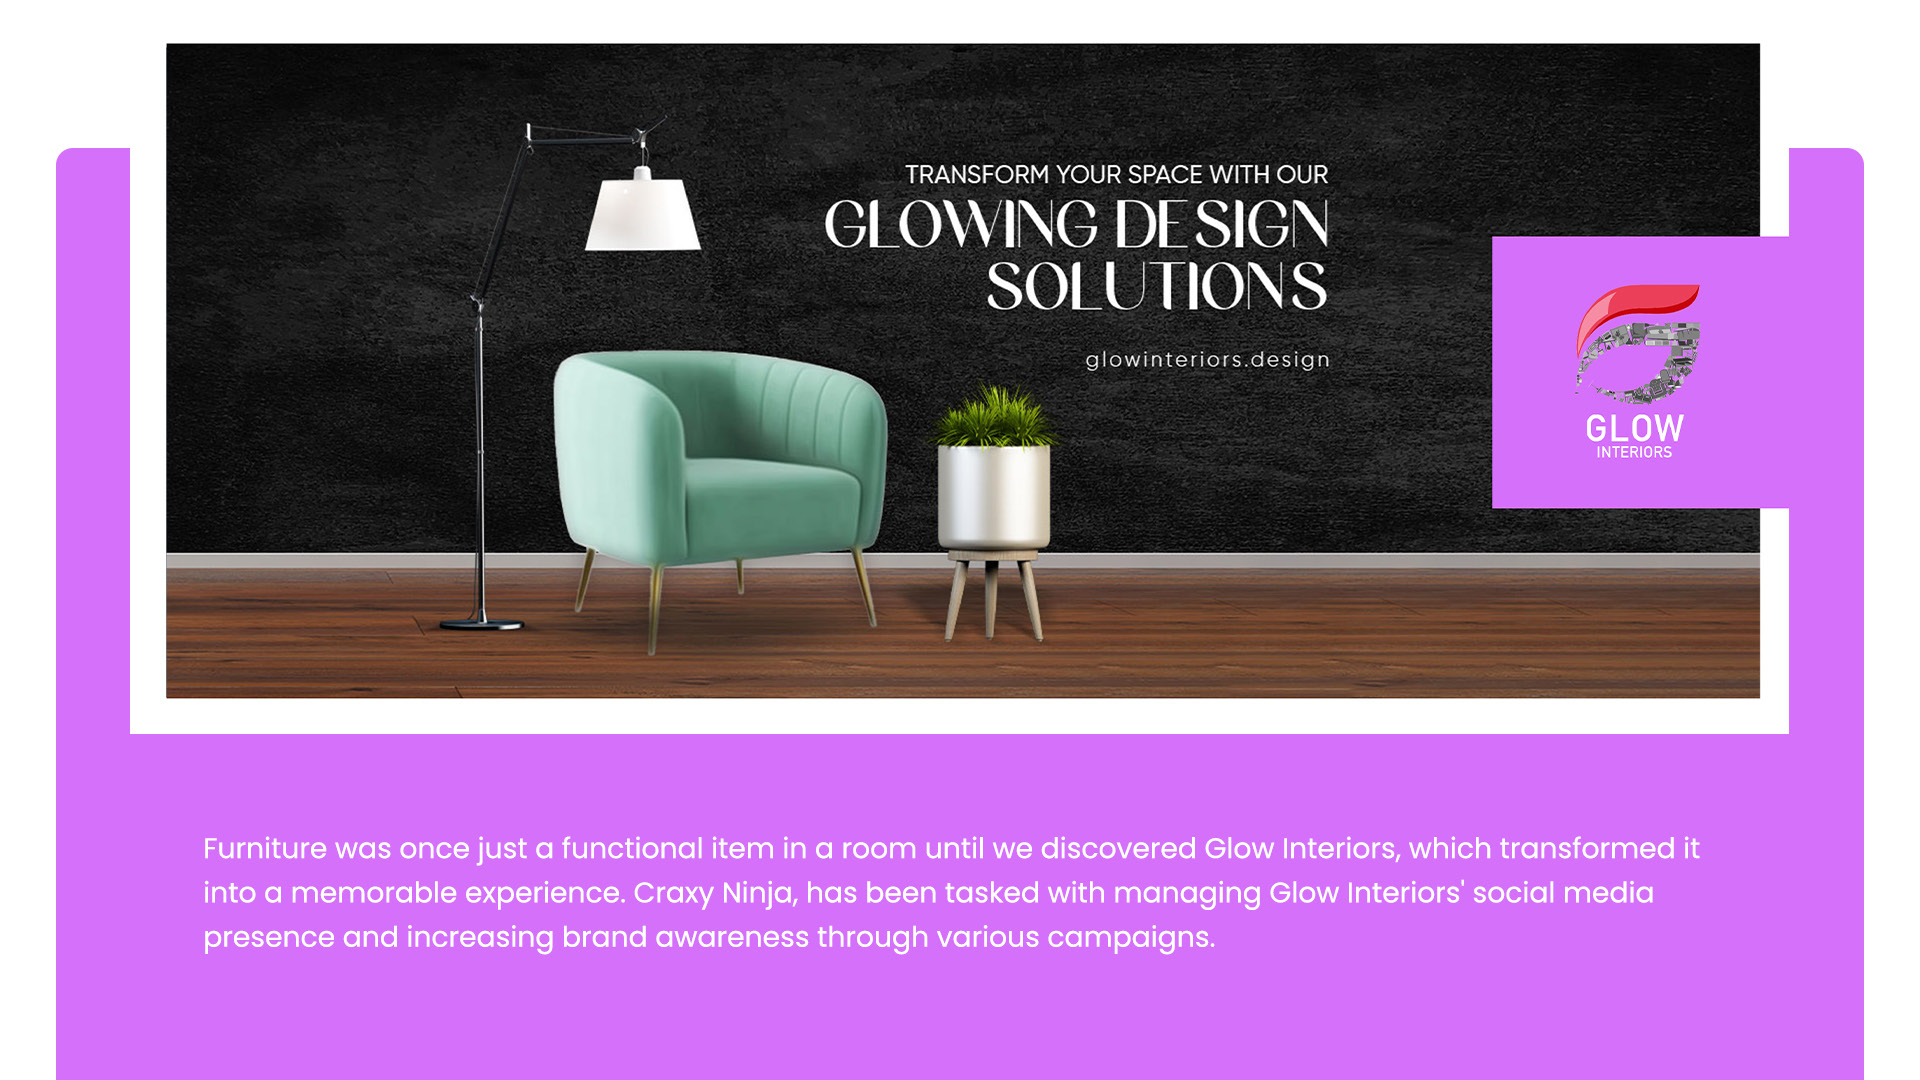 TRANSFORM YOUR SPACE WITH OUR
GLOWING DESIGN
SOLUTIONS
glowinteriors.design
GLOW
INTERIORS
Furniture was once just a functional item in a room until we discovered Glow Interiors, which transformed it
into a memorable experience. Craxy Ninja, has been tasked with managing Glow Interiors' social media
presence and increasing brand awareness through various campaigns.